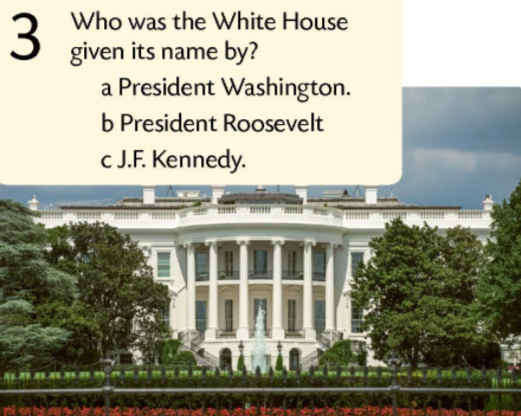 3 Who was the White House
given its name by?
a President Washington.
b President Roosevelt
c J.F. Kennedy.